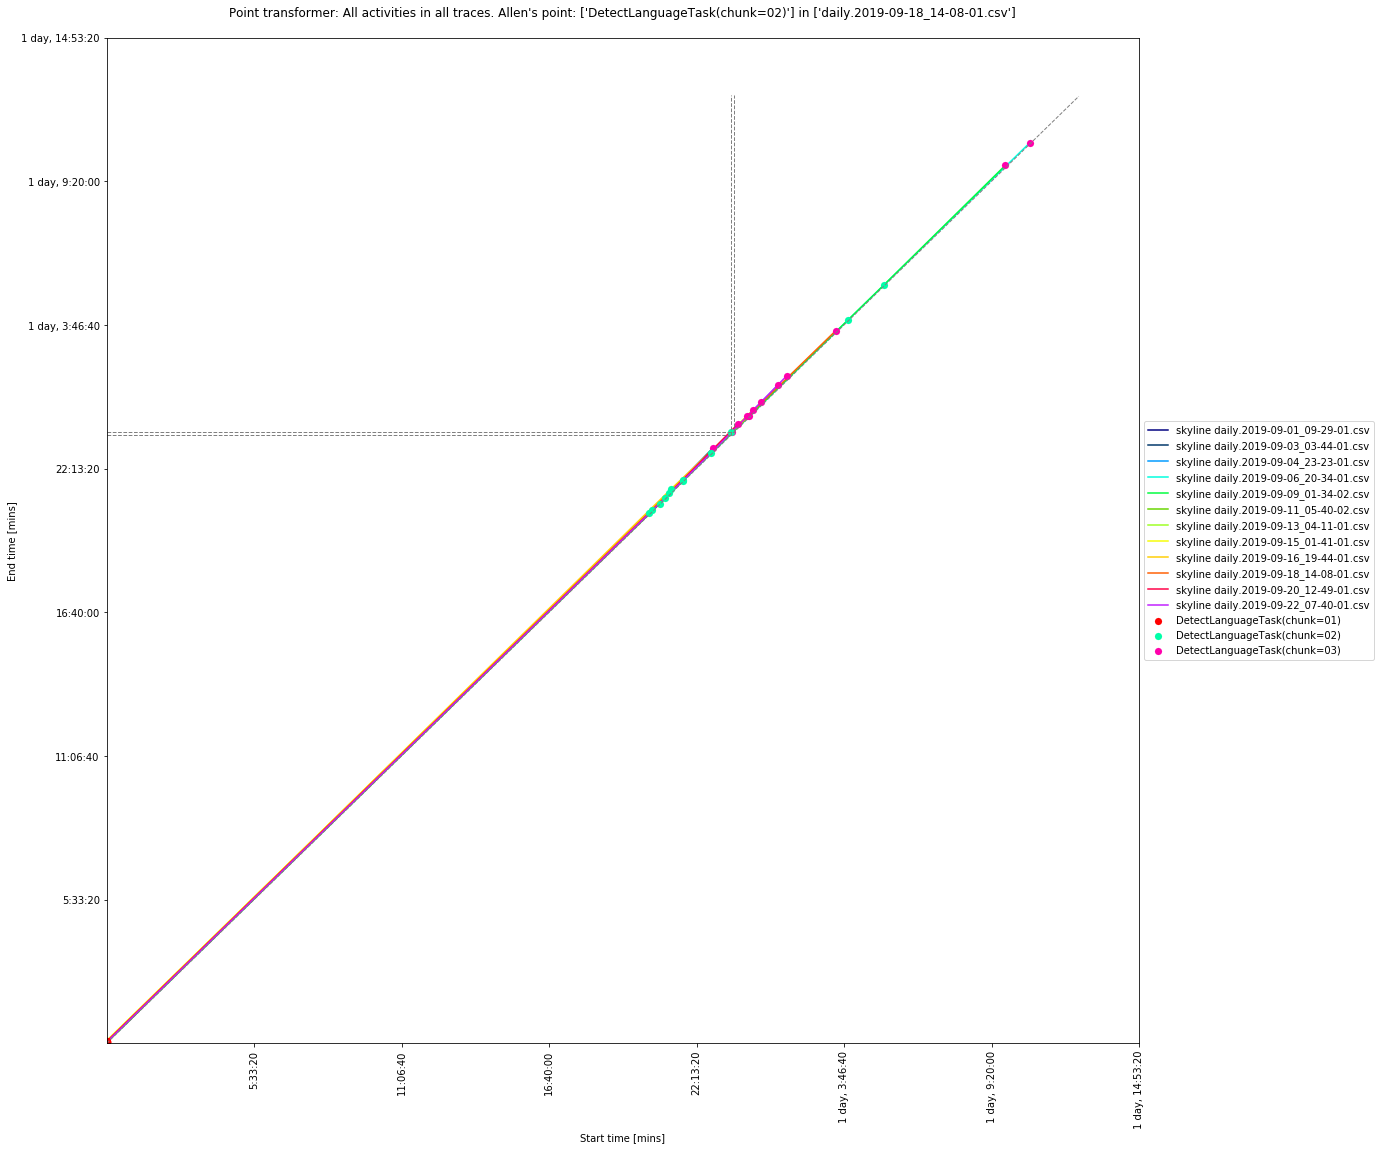 Point transformer: All activities in all traces. Allen's point: ['DetectLanguageTask(chunk=02)'] in ['daily.2019-09-18_14-08-01.csv']
1 day, 14:53:20
1 day, 9:20:00
1 day, 3:46:40
22:13:20
16:40:00
11:06:40
5:33:20
End time [mins]
5:33:20
11:06:40
16:40:00
22:13:20
1 day, 3:46:40
1 day, 9:20:00
1 day, 14:53:20
Start time [mins]
skyline daily.2019-09-01_09-29-01.csv
skyline daily.2019-09-03_03-44-01.csv
skyline daily.2019-09-04_23-23-01.csv
skyline daily.2019-09-06_20-34-01.csv
skyline daily.2019-09-09_01-34-02.csv
skyline daily.2019-09-11_05-40-02.csv
skyline daily.2019-09-13_04-11-01.csv
skyline daily.2019-09-15_01-41-01.csv
skyline daily.2019-09-16_19-44-01.csv
skyline daily.2019-09-18_14-08-01.csv
skyline daily.2019-09-20_12-49-01.csv
skyline daily.2019-09-22_07-40-01.csv
DetectLanguageTask(chunk=01)
DetectLanguageTask(chunk=02)
DetectLanguageTask(chunk=03)